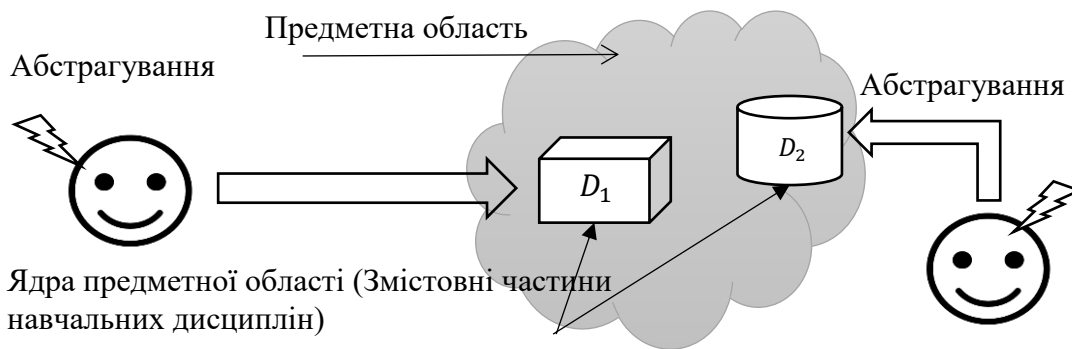 Предметна область
Абстрагування
Абстрагування
D₂
D₁
Ядра предметної області (Змістовні частини
навчальних дисциплін)